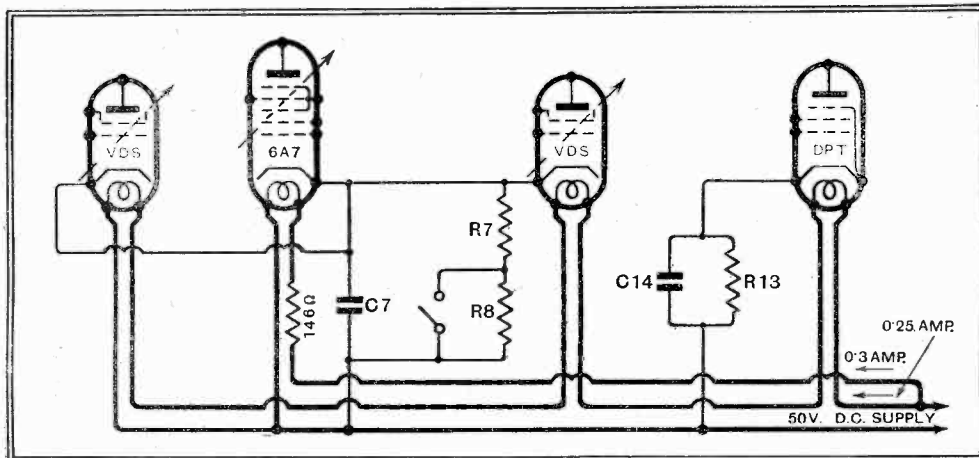 VDS
6A7
VDS
DPT
R7
146Ω
C7
R8
C14
R13
0·25 AMP.
0·3 AMP.
50V. D.C. SUPPLY